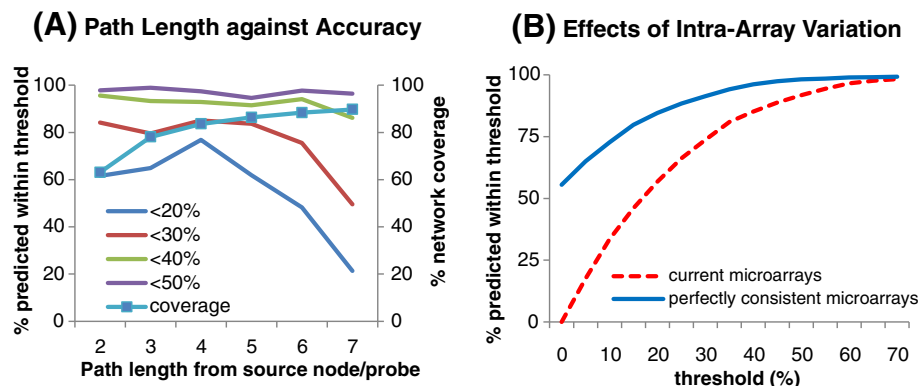 (A) Path Length against Accuracy
% predicted within threshold
100
80
60
40
20
0
<20%
<30%
<40%
<50%
coverage
100
80
60
40
20
0
% network coverage
2 3 4 5 6 7
Path length from source node/probe
(B) Effects of Intra-Array Variation
% predicted within threshold
100
75
50
25
0
current microarrays
perfectly consistent microarrays
0 10 20 30 40 50 60 70
threshold (%)